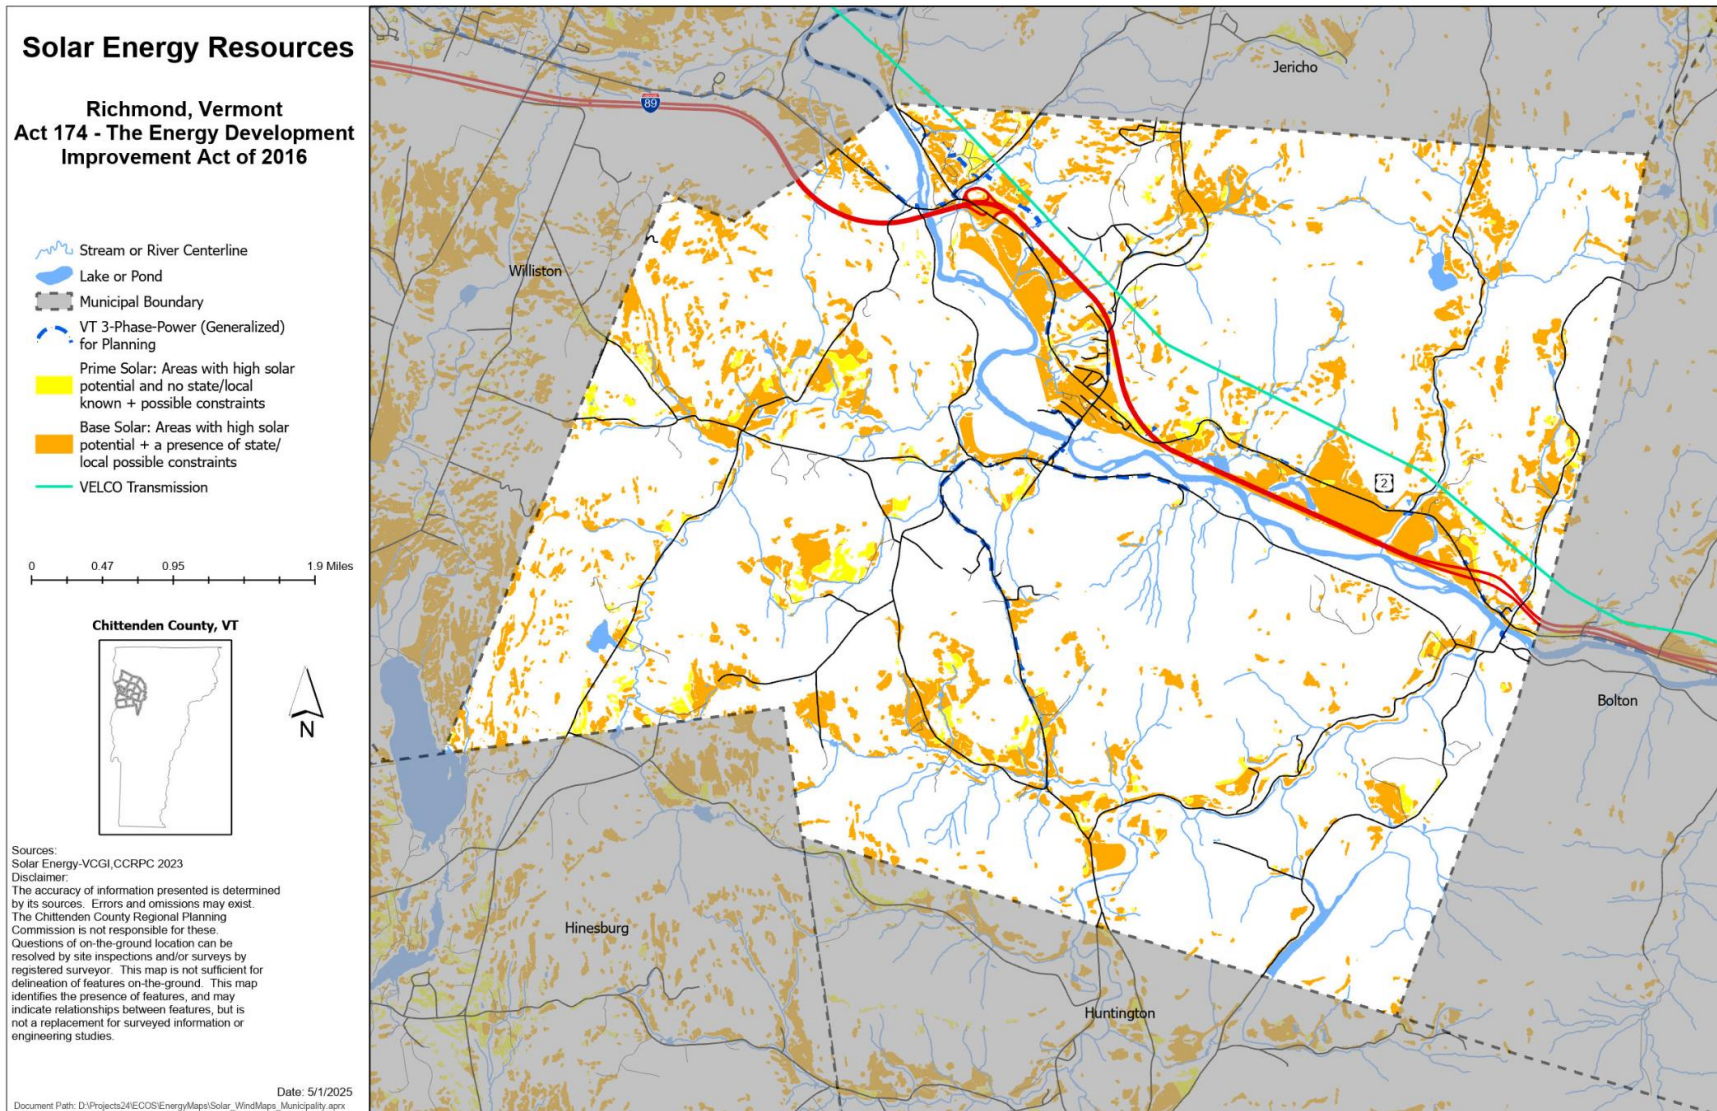 Solar Energy Resources
Richmond, Vermont
Act 174 - The Energy Development
Improvement Act of 2016
Stream or River Centerline
Lake or Pond
Municipal Boundary
VT 3-Phase-Power (Generalized)
for Planning
Prime Solar: Areas with high solar
potential and no state/local
known + possible constraints
Base Solar: Areas with high solar
potential + a presence of state/
local possible constraints
VELCO Transmission
0 0.47 0.95 1.9 Miles
Chittenden County, VT
N
Sources:
Solar Energy-VCGI,CCRPC 2023
Disclaimer:
The accuracy of information presented is determined
by its sources. Errors and omissions may exist.
The Chittenden County Regional Planning
Commission is not responsible for these.
Questions of on-the-ground location can be
resolved by site inspections and/or surveys by
registered surveyor. This map is not sufficient for
delineation of features on-the-ground. This map
identifies the presence of features, and may
indicate relationships between features, but is
not a replacement for surveyed information or
engineering studies.
Date: 5/1/2025
Document Path: D:\Projects24\ECOS\EnergyMaps\Solar_WindMaps_Municipality.aprx
Jericho
89
Williston
2
Bolton
Hinesburg
Huntington